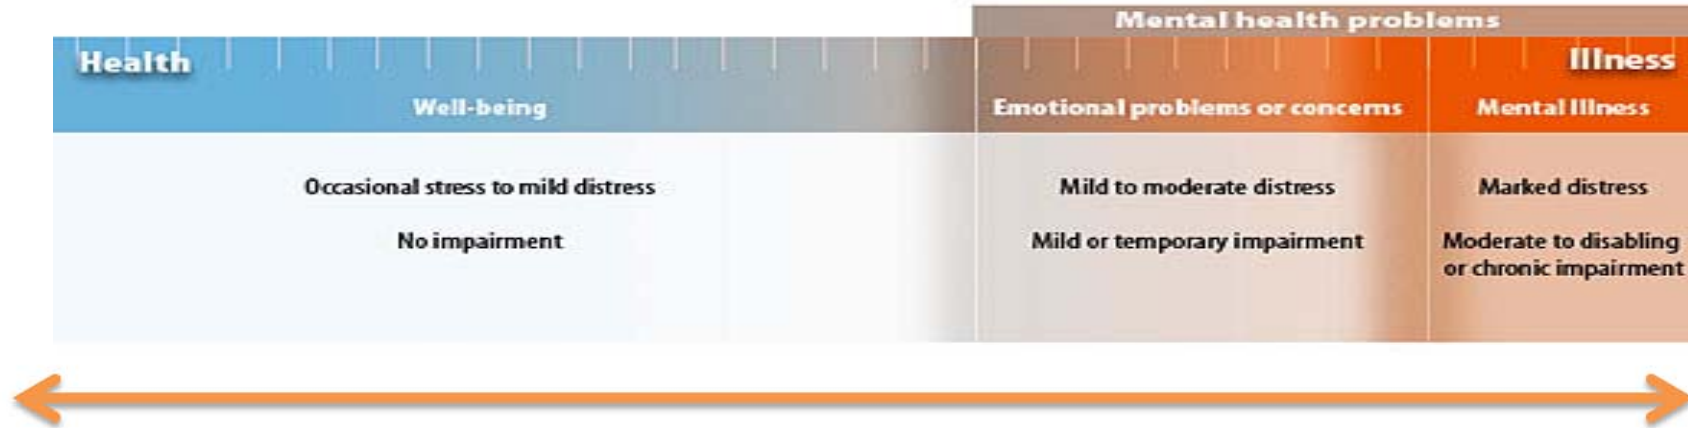 Mental health problems
Health
Illness
Well-being
Emotional problems or concerns
Mental Illness
Occasional stress to mild distress
Mild to moderate distress
Marked distress
No impairment
Mild or temporary impairment
Moderate to disabling
or chronic impairment